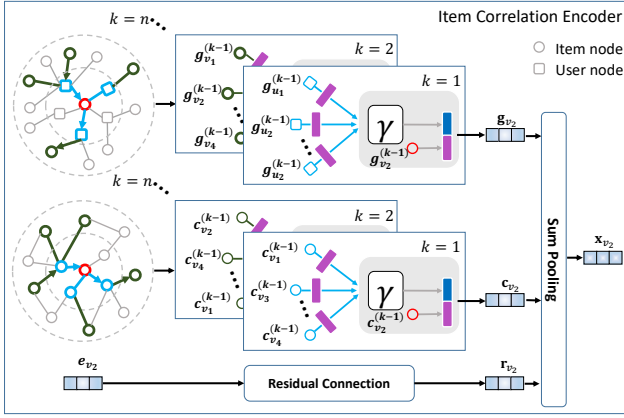 Item Correlation Encoder
Item node
User node
k = n
k = 2
g_{v_1}^{(k-1)}
g_{v_2}^{(k-1)}
g_{v_4}^{(k-1)}
k = 1
g_{u_1}^{(k-1)}
g_{u_2}^{(k-1)}
g_{u_2}^{(k-1)}
γ
g_{v_2}^{(k-1)}
g_{v_2}
k = n
k = 2
c_{v_2}^{(k-1)}
c_{v_4}^{(k-1)}
c_{v_1}^{(k-1)}
k = 1
c_{v_1}^{(k-1)}
c_{v_3}^{(k-1)}
c_{v_4}^{(k-1)}
γ
c_{v_2}^{(k-1)}
c_{v_2}
Sum Pooling
x_{v_2}
e_{v_2}
Residual Connection
r_{v_2}